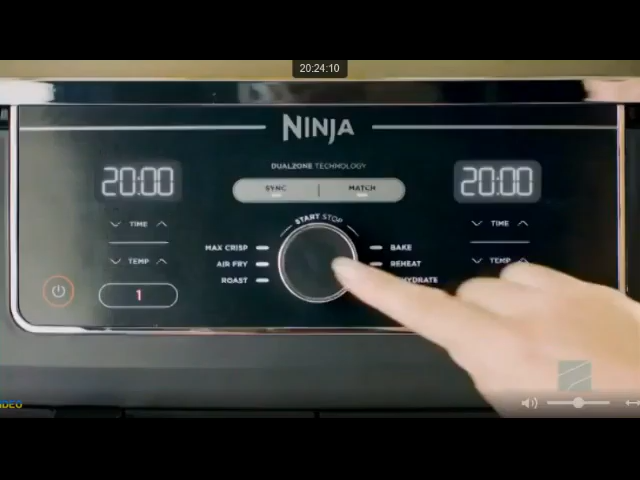 20:24:10
NINJA
DUALZONE TECHNOLOGY
20:00
SYNC | MATCH
20:00
START STOP
TIME
TIME
MAX CRISP
BAKE
TEMP
AIR FRY
REHEAT
TEMP
ROAST
HYDRATE
1